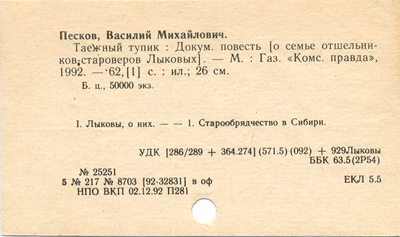 Песков, Василий Михайлович.
Таежный тупик : Докум. повесть [о семье отшельни-
ков-староверов Лыковых]. — М. : Газ. «Комс. правда»,
1992. — 62,[1] с. : ил.; 26 см.
Б. ц., 50000 экз.
I. Лыковы, о них. — — 1. Старообрядчество в Сибири.
УДК [286/289 + 364.274] (571.5) (092) + 929Лыковы
ББК 63.5(2Р54)
№ 25251
5 № 217 № 8703 [92-32831] в оф
ЕКЛ 5.5
НПО ВКП 02.12.92 П281